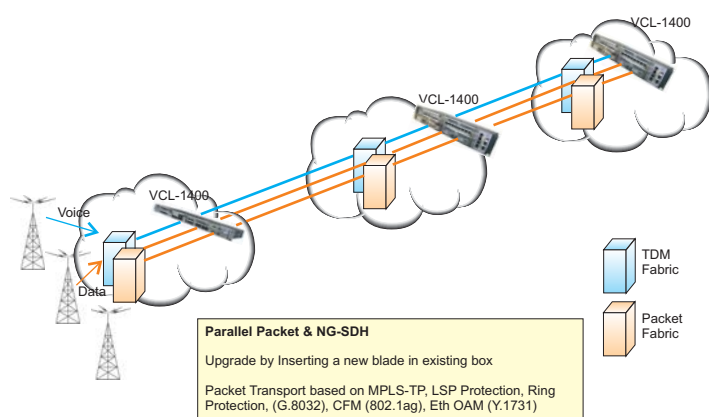 VCL-1400
VCL-1400
VCL-1400
Voice
Data
TDM
Fabric
Packet
Fabric
Parallel Packet & NG-SDH
Upgrade by Inserting a new blade in existing box
Packet Transport based on MPLS-TP, LSP Protection, Ring
Protection, (G.8032), CFM (802.1ag), Eth OAM (Y.1731)